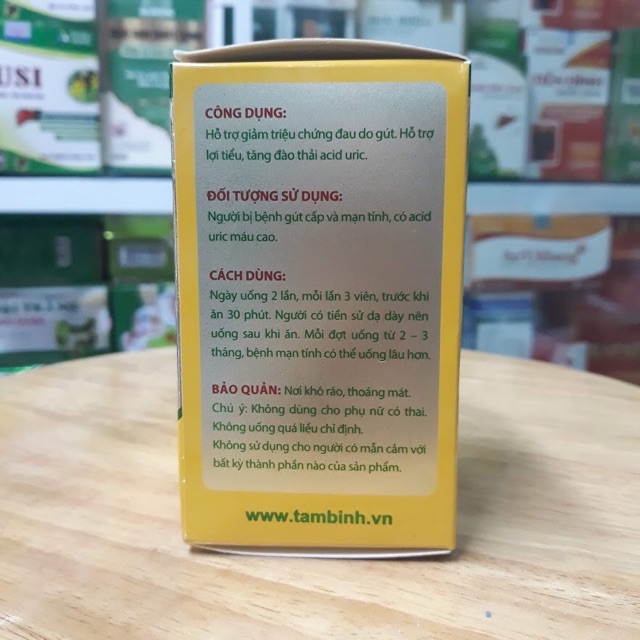 USI
CÔNG DỤNG:
Hỗ trợ giảm triệu chứng đau do gút. Hỗ trợ
lợi tiểu, tăng đào thải acid uric.
ĐỐI TƯỢNG SỬ DỤNG:
Người bị bệnh gút cấp và mạn tính, có acid
uric máu cao.
CÁCH DÙNG:
Ngày uống 2 lần, mỗi lần 3 viên, trước khi
ăn 30 phút. Người có tiền sử dạ dày nên
uống sau khi ăn. Mỗi đợt uống từ 2 – 3
tháng, bệnh mạn tính có thể uống lâu hơn.
BẢO QUẢN: Nơi khô ráo, thoáng mát.
Chú ý: Không dùng cho phụ nữ có thai.
Không uống quá liều chỉ định.
Không sử dụng cho người có mẫn cảm với
bất kỳ thành phần nào của sản phẩm.
www.tambinh.vn